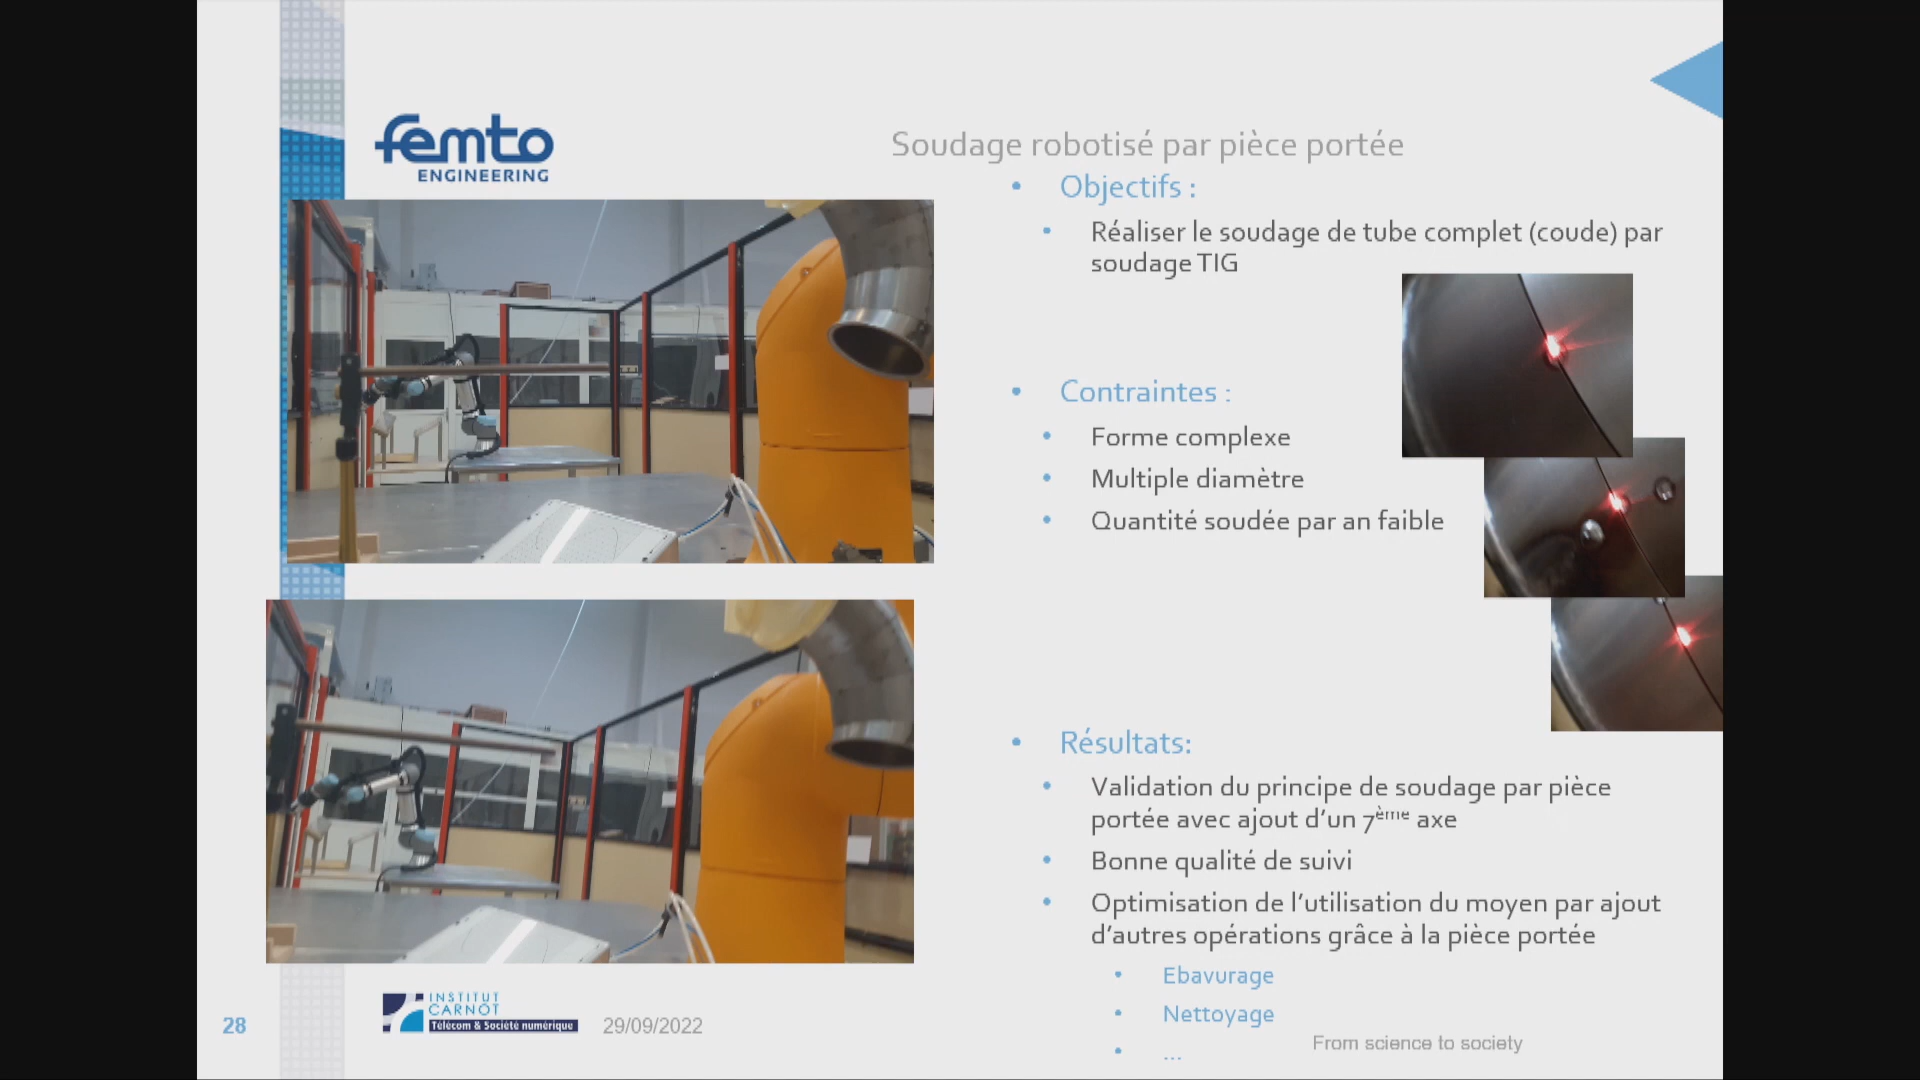 femto
ENGINEERING
Soudage robotisé par pièce portée
• Objectifs :
• Réaliser le soudage de tube complet (coude) par
soudage TIG
• Contraintes :
• Forme complexe
• Multiple diamètre
• Quantité soudée par an faible
• Résultats:
• Validation du principe de soudage par pièce
portée avec ajout d’un 7ème axe
• Bonne qualité de suivi
• Optimisation de l’utilisation du moyen par ajout
d’autres opérations grâce à la pièce portée
• Ebavurage
• Nettoyage
• ...
28
INSTITUT
CARNOT
Télécom & Société numérique
29/09/2022
From science to society